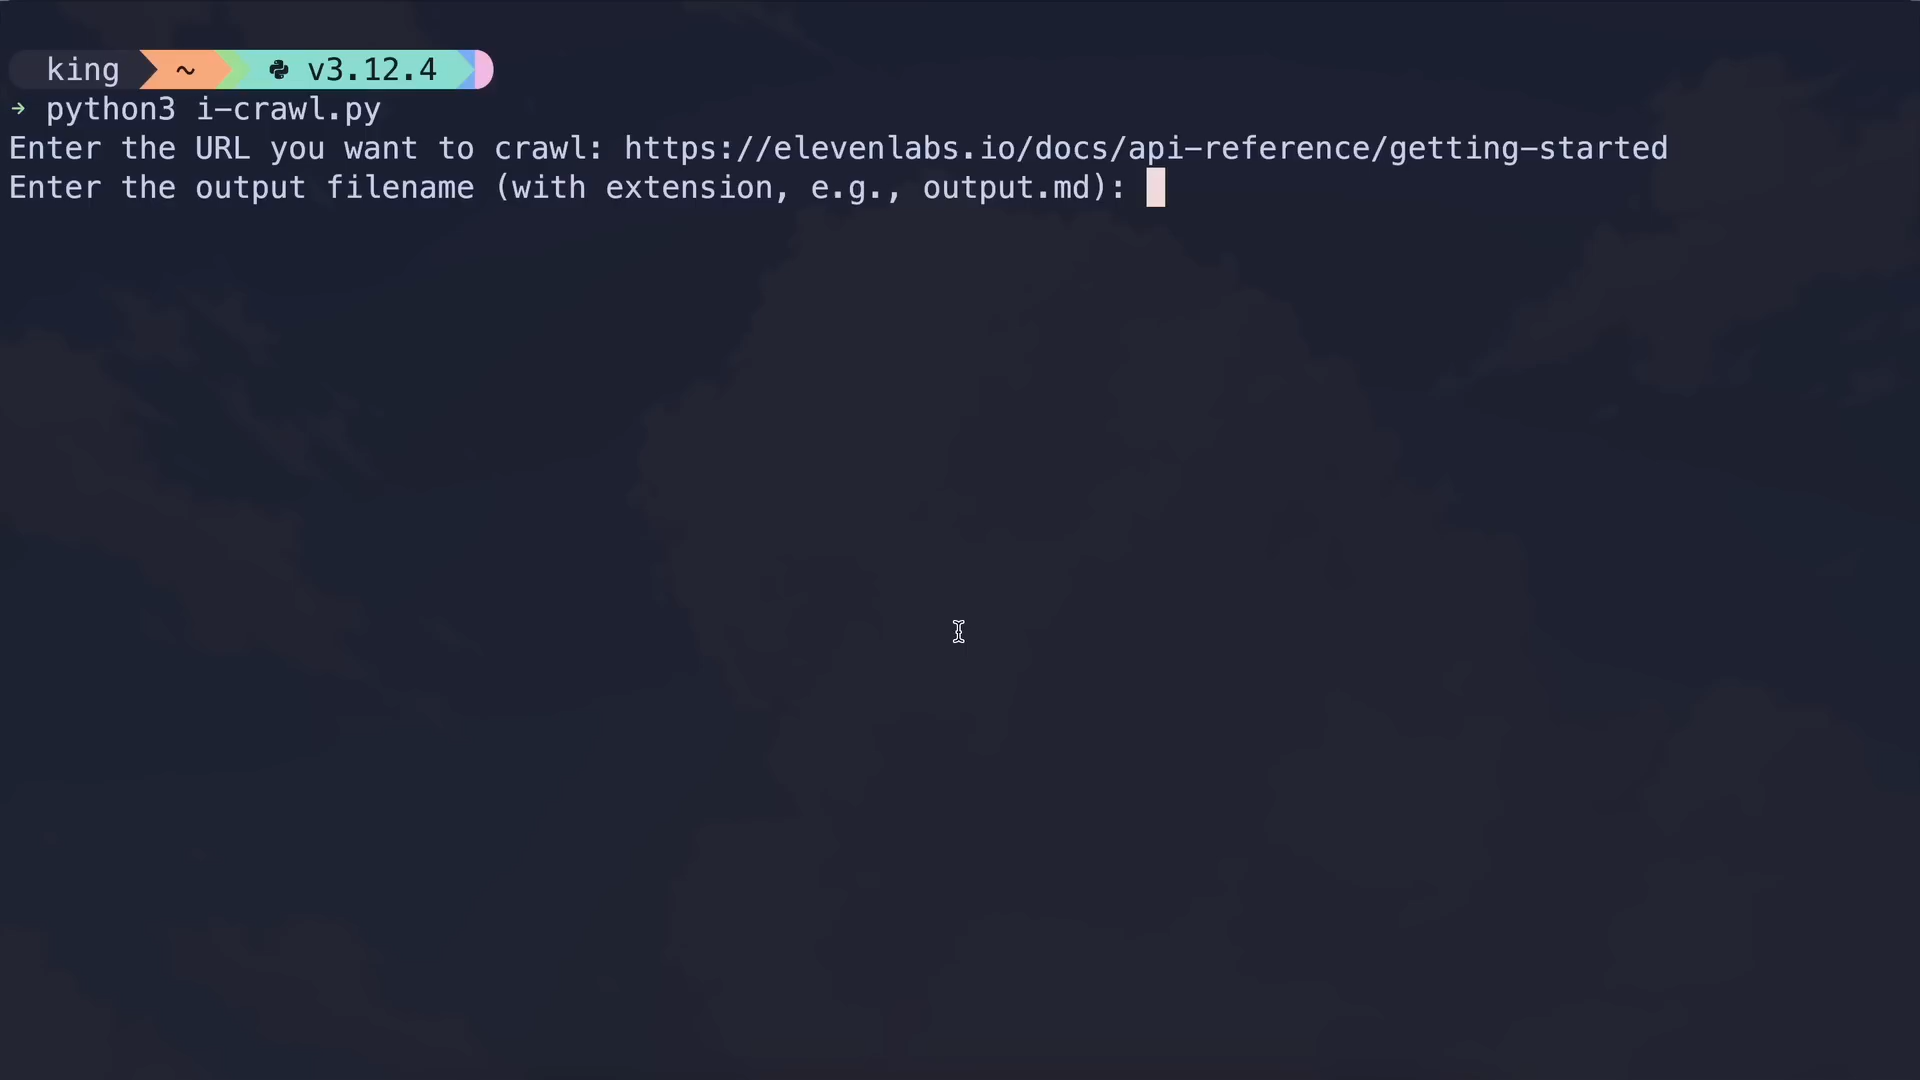 king ~ v3.12.4
→ python3 i-crawl.py
Enter the URL you want to crawl: https://elevenlabs.io/docs/api-reference/getting-started
Enter the output filename (with extension, e.g., output.md):